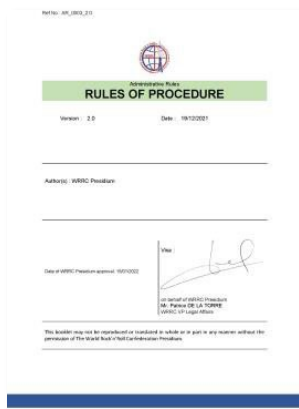 Ref No : AR_0002_2.0
Administrative Rules
RULES OF PROCEDURE
Version : 2.0 Date : 19/12/2021
Author(s) : WRRC Presidium
Visa :
Date of WRRC Presidium approval: 15/01/2022
on behalf of WRRC Presidium
Mr. Patrice DE LA TORRE
WRRC VP Legal Affairs
This booklet may not be reproduced or translated in whole or in part in any manner without the
permission of The World Rock'n'Roll Confederation Presidium.